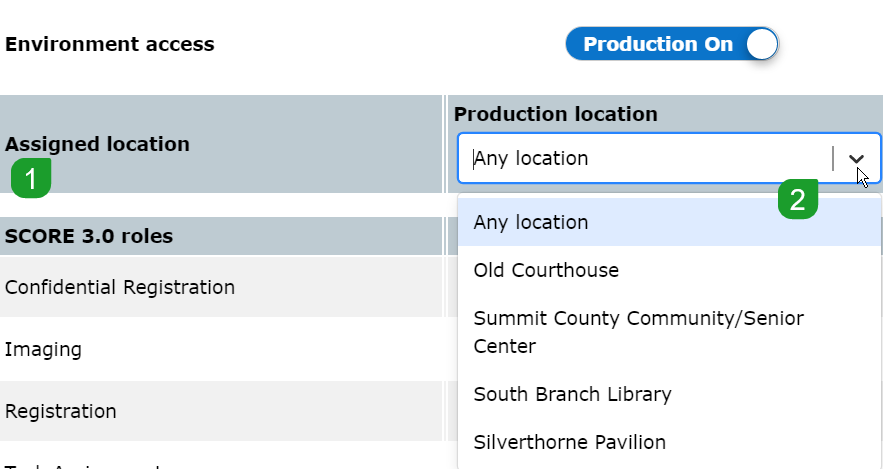 Environment access
Production On
Production location
Assigned location
Any location
1
2
Any location
SCORE 3.0 roles
Old Courthouse
Confidential Registration
Summit County Community/Senior
Center
Imaging
South Branch Library
Registration
Silverthorne Pavilion